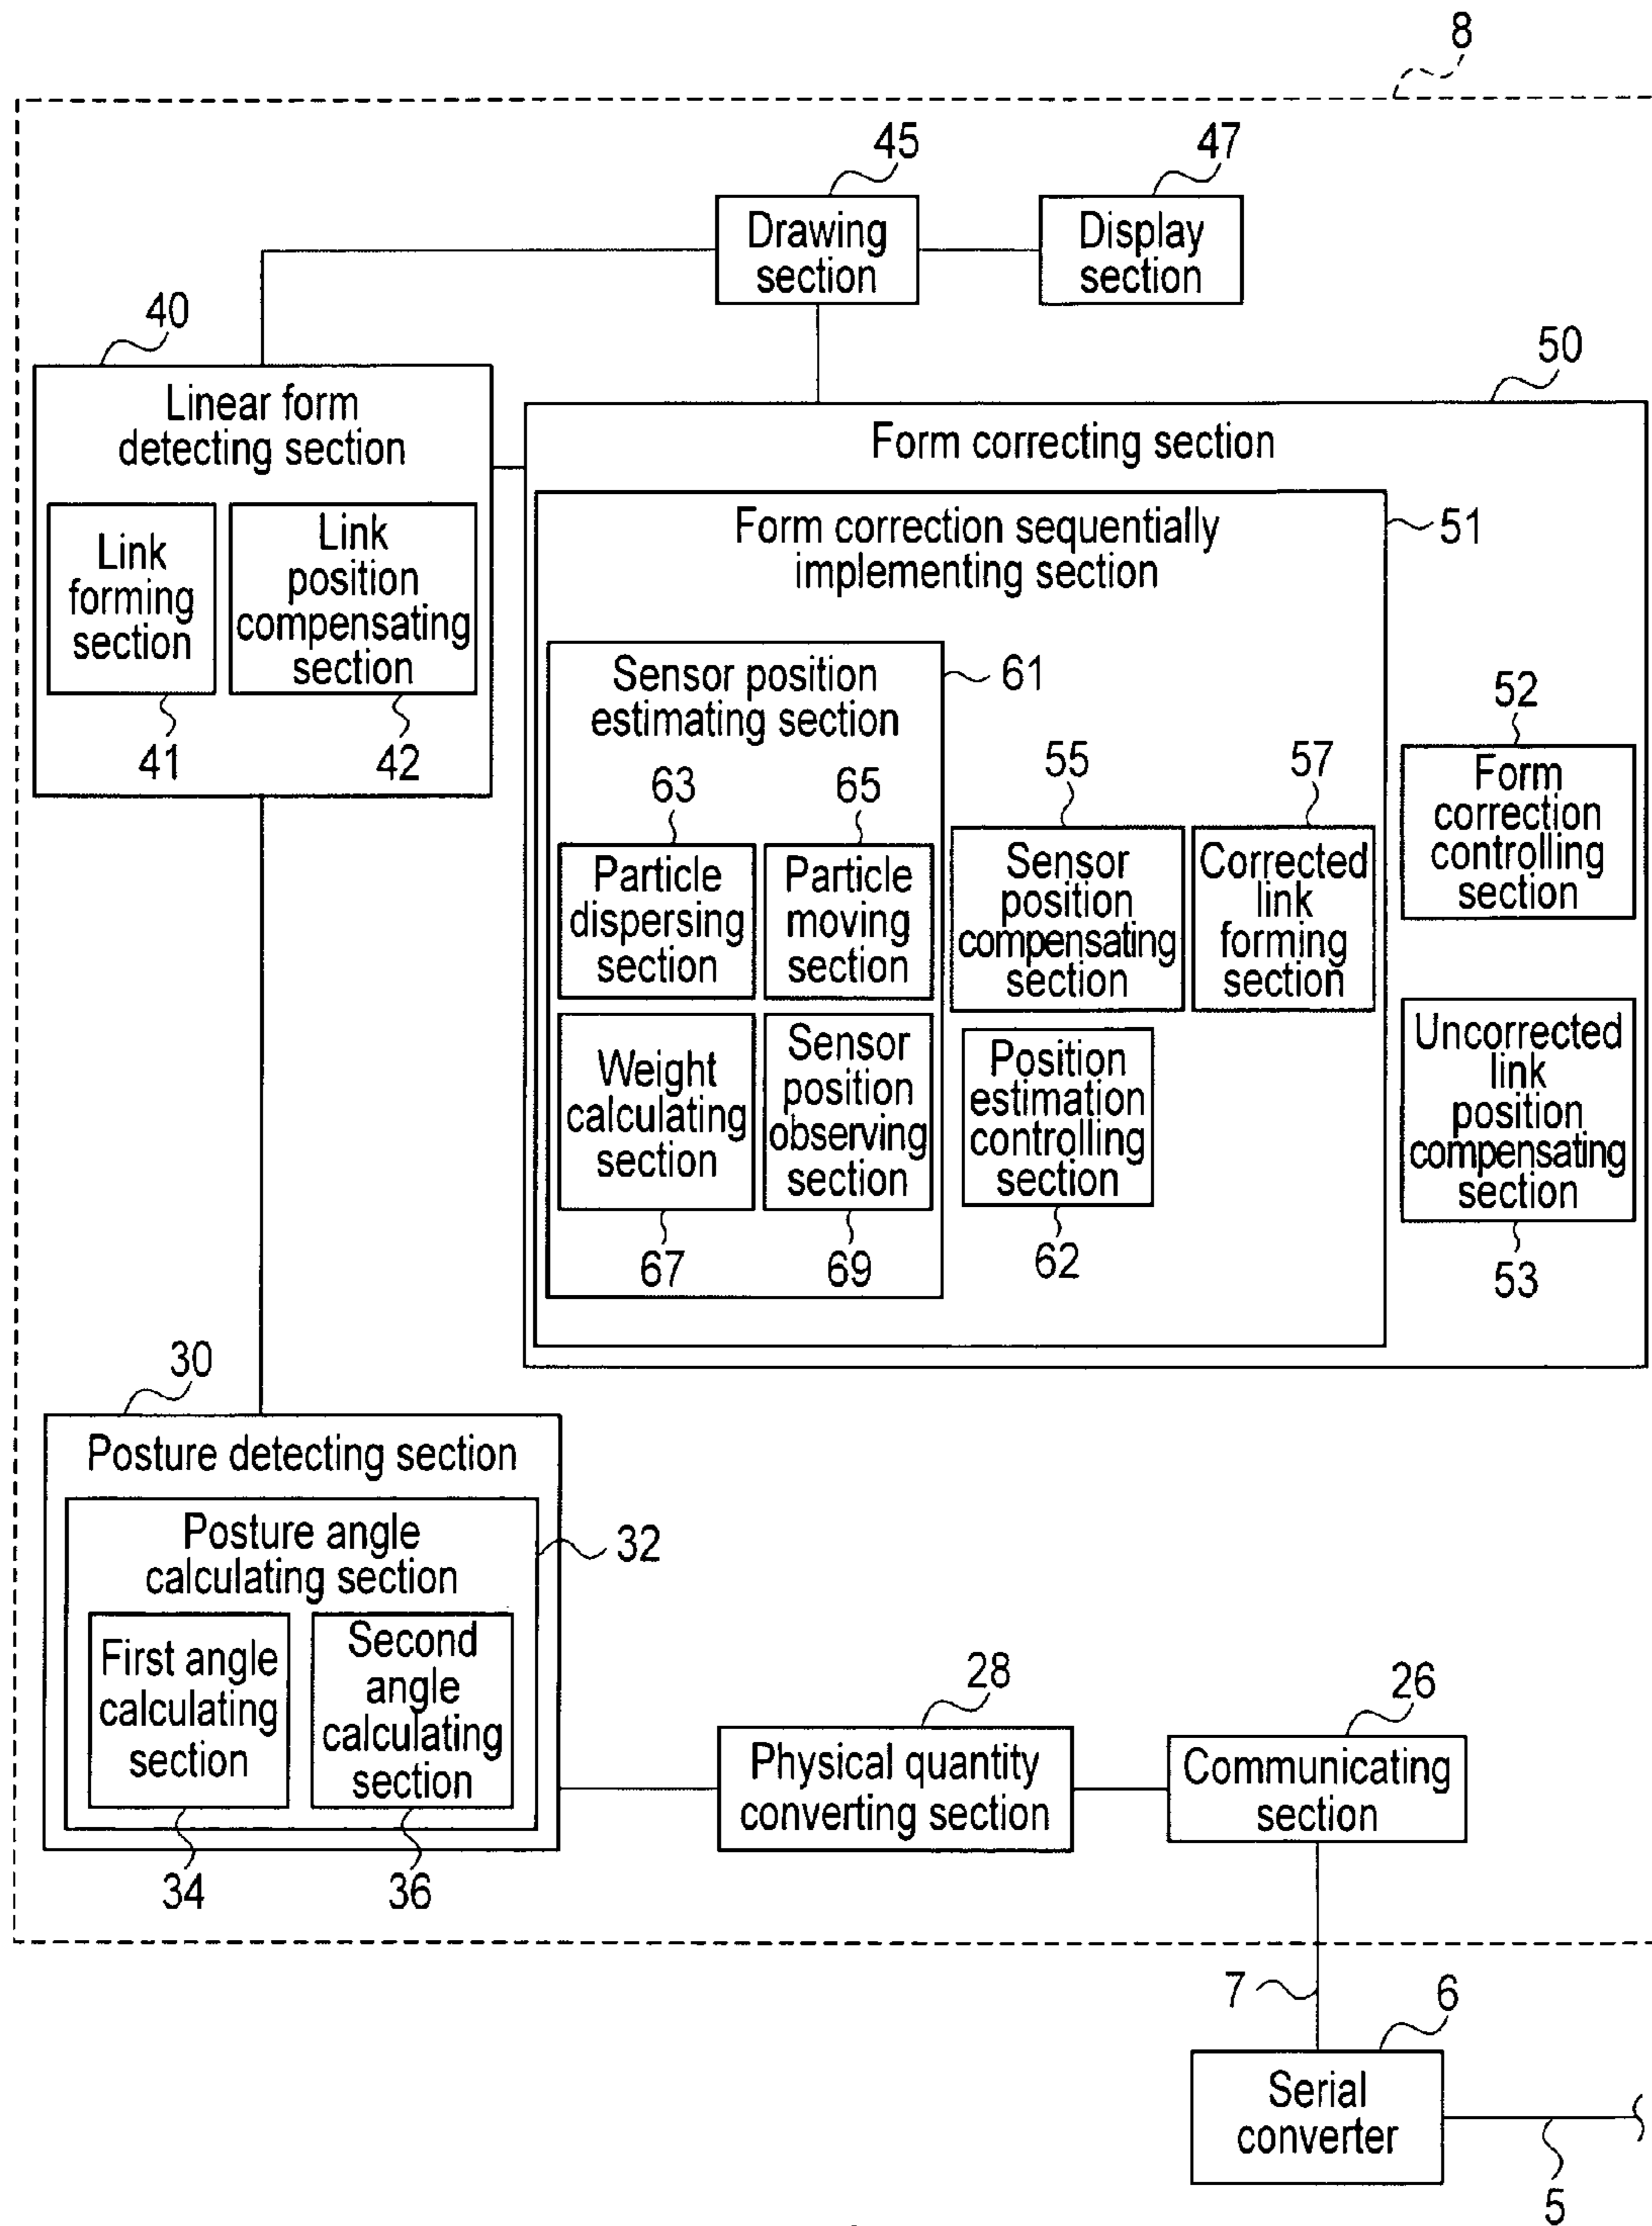 8
45
47
Drawing
section
Display
section
40
50
Linear form
detecting section
Form correcting section
Link
forming
section
Link
position
compensating
section
41
42
Form correction sequentially
implementing section
51
Sensor position
estimating section
61
52
Form
correction
controlling
section
63
65
55
57
Particle
dispersing
section
Particle
moving
section
Sensor
position
compensating
section
Corrected
link
forming
section
Weight
calculating
section
Sensor
position
observing
section
Position
estimation
controlling
section
Uncorrected
link
position
compensating
section
67
69
62
53
30
Posture detecting section
Posture angle
calculating section
32
First angle
calculating
section
Second
angle
calculating
section
34
36
28
26
Physical quantity
converting section
Communicating
section
7
6
Serial
converter
5